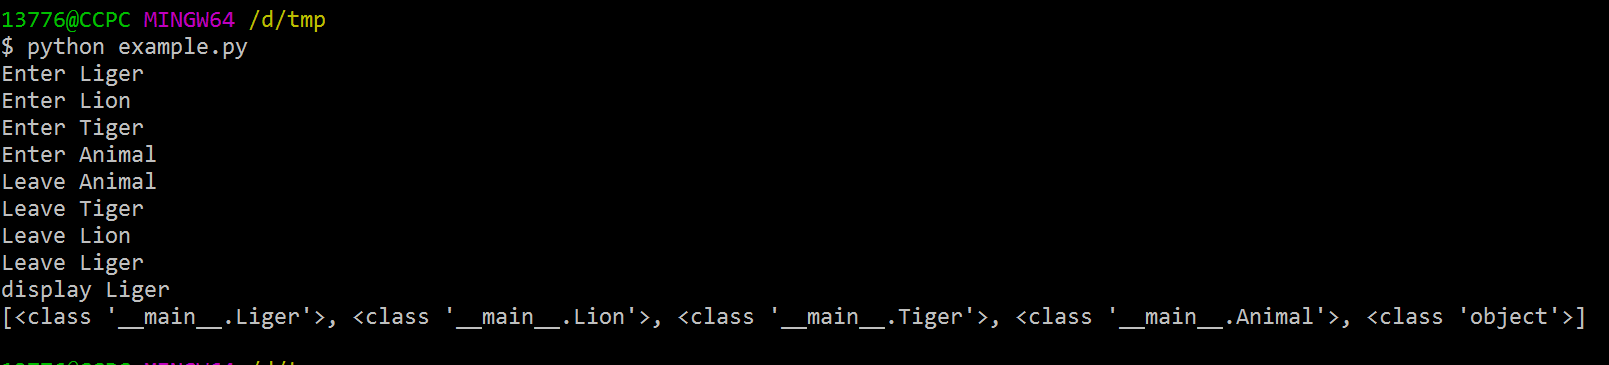 13776@CCPC MINGW64 /d/tmp
$ python example.py
Enter Liger
Enter Lion
Enter Tiger
Enter Animal
Leave Animal
Leave Tiger
Leave Lion
Leave Liger
display Liger
[<class '__main__.Liger'>, <class '__main__.Lion'>, <class '__main__.Tiger'>, <class '__main__.Animal'>, <class 'object'>]